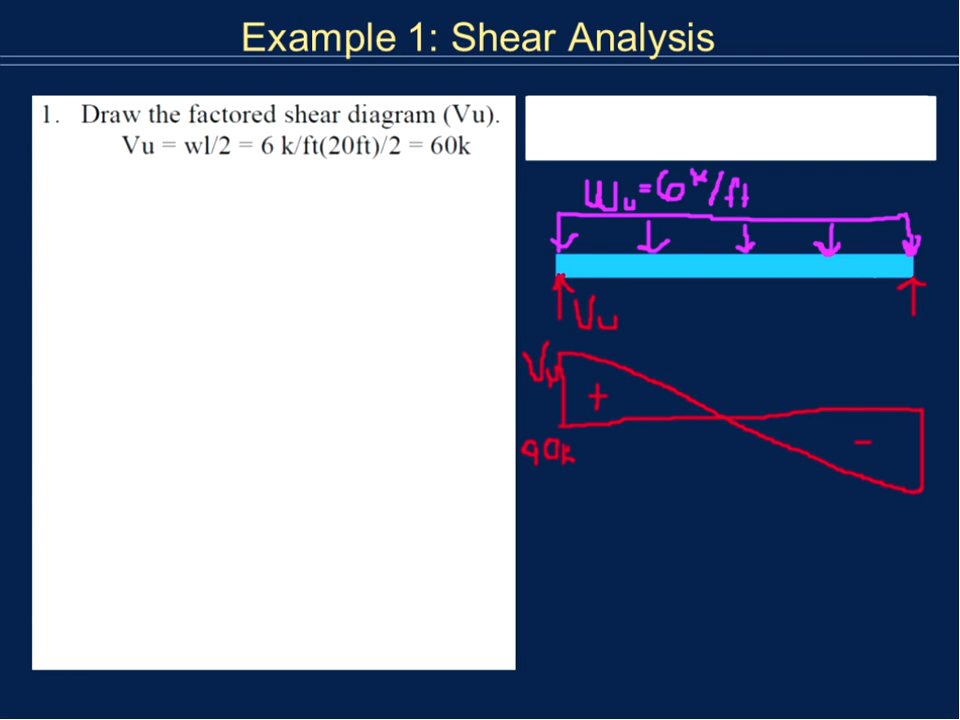 Example 1: Shear Analysis
1. Draw the factored shear diagram (Vu).
Vu = wl/2 = 6 k/ft(20ft)/2 = 60k
Wu=6k/ft
Vu
Vu
+
-
90k